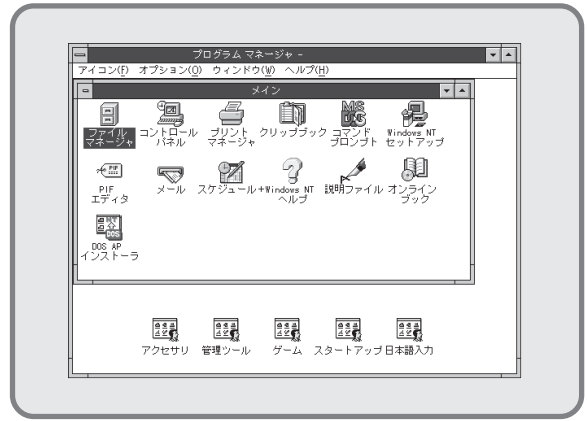 プログラム マネージャ -
アイコン(F) オプション(O) ウィンドウ(W) ヘルプ(H)
メイン
ファイル
マネージャ
コントロール
パネル
プリント
マネージャ
クリップブック
MS
DOS
コマンド
プロンプト
Windows NT
セットアップ
PIF
PIF
エディタ
メール
スケジュール+
Windows NT
ヘルプ
説明ファイル
オンライン
ブック
DOS
DOS AP
インストーラ
アクセサリ
管理ツール
ゲーム
スタートアップ
日本語入力